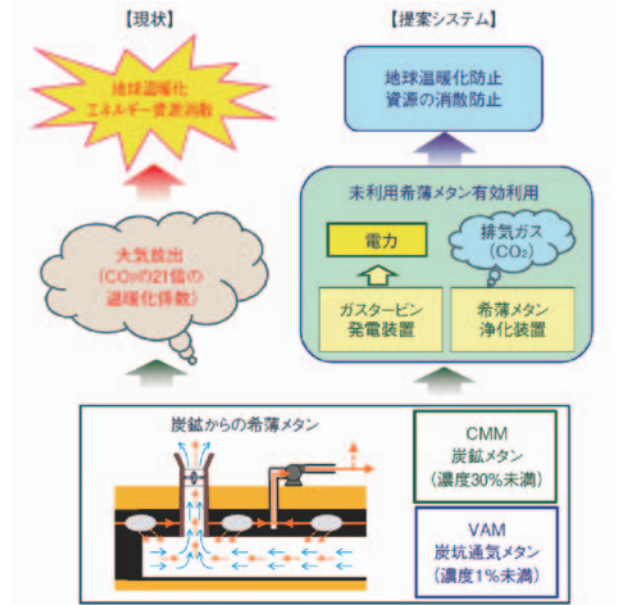 【現状】
地球温暖化
エネルギー資源消散
大気放出
(CO₂の21倍の
温暖化係数)
【提案システム】
地球温暖化防止
資源の消散防止
未利用希薄メタン有効利用
電力
排気ガス
(CO₂)
ガスタービン
発電装置
希薄メタン
浄化装置
炭鉱からの希薄メタン
CMM
炭鉱メタン
(濃度30%未満)
VAM
炭坑通気メタン
(濃度1%未満)